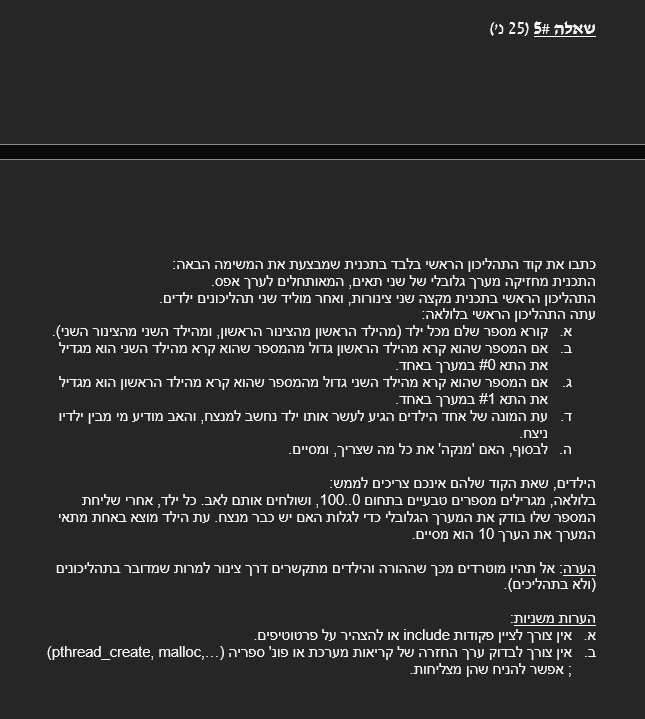 שאלה #5 (25 נ')
כתבו את קוד התהליכון הראשי בלבד בתכנית שמבצעת את המשימה הבאה:
התכנית מחזיקה מערך גלובלי של שני תאים, המאותחלים לערך אפס.
התהליכון הראשי בתכנית מקצה שני צינורות, ואחר מוליד שני תהליכונים ילדים.
עתה התהליכון הראשי בלולאה:
א. קורא מספר שלם מכל ילד (מהילד הראשון מהצינור הראשון, ומהילד השני מהצינור השני).
ב. אם המספר שהוא קרא מהילד הראשון גדול מהמספר שהוא קרא מהילד השני הוא מגדיל
את התא #0 במערך באחד.
ג. אם המספר שהוא קרא מהילד השני גדול מהמספר שהוא קרא מהילד הראשון הוא מגדיל
את התא #1 במערך באחד.
ד. עת המונה של אחד הילדים הגיע לעשר אותו ילד נחשב למנצח, והאב מודיע מי מבין ילדיו
ניצח.
ה. לבסוף, האם 'מנקה' את כל מה שצריך, ומסיים.
הילדים, שאת הקוד שלהם אינכם צריכים לממש:
בלולאה, מגרילים מספרים טבעיים בתחום 0..100, ושולחים אותם לאב. כל ילד, אחרי שליחת
המספר שלו בודק את המערך הגלובלי כדי לגלות האם יש כבר מנצח. עת הילד מוצא באחת מתאי
המערך את הערך 10 הוא מסיים.
הערה: אל תהיו מוטרדים מכך שההורה והילדים מתקשרים דרך צינור למרות שמדובר בתהליכונים
(ולא בתהליכים).
הערות משניות:
א. אין צורך לציין פקודות include או להצהיר על פרטוטיפים.
ב. אין צורך לבדוק ערך החזרה של קריאות מערכת או פונ' ספריה (pthread_create, malloc,…)
; אפשר להניח שהן מצליחות.